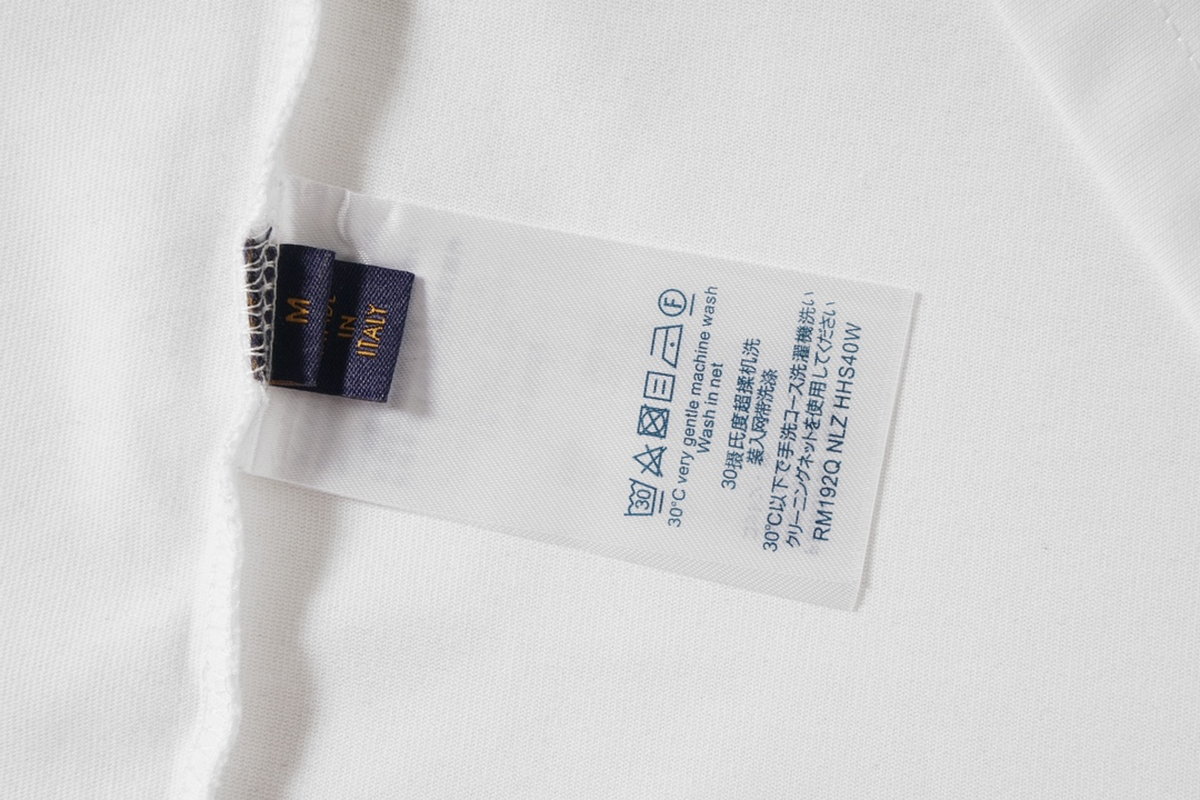 M
MADE
IN
ITALY
30
F
30°C very gentle machine wash
Wash in net
30摄氏度超揉机洗
装入网带洗涤
30℃以下で手洗コース洗濯機洗い
クリーニングネットを使用してください
RM192Q NLZ HHS40W